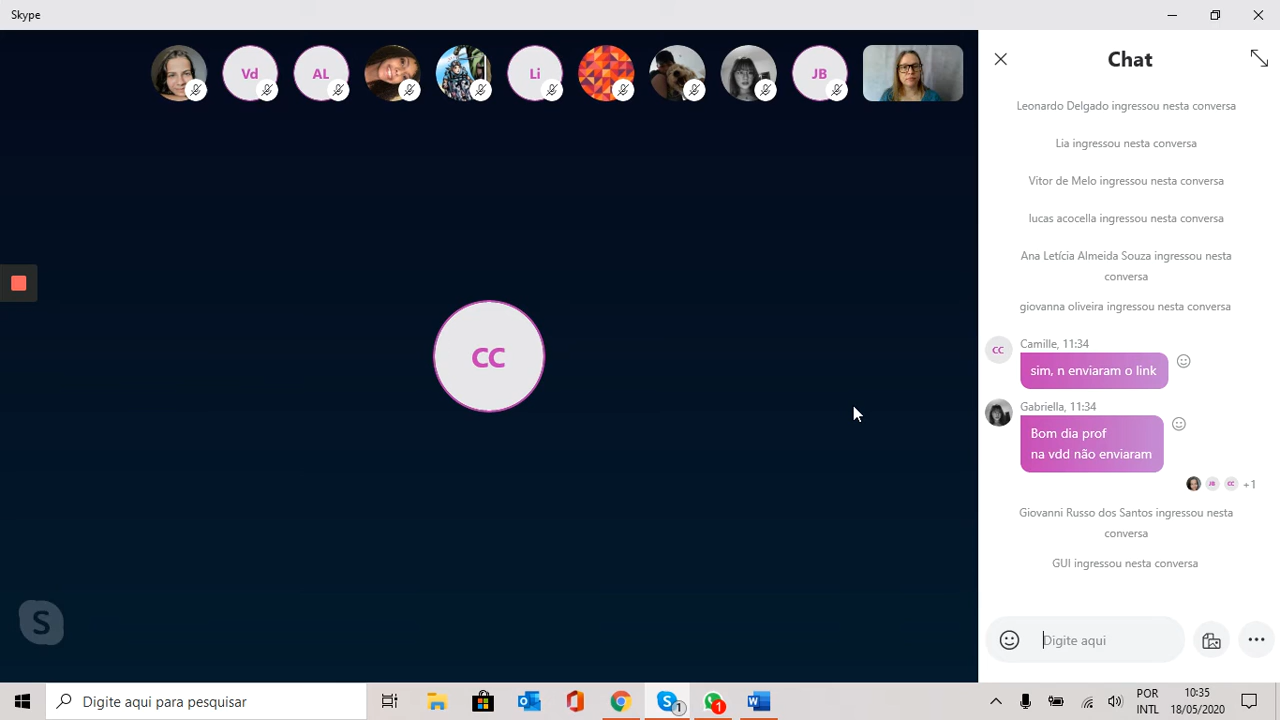 Skype
Vd
AL
Li
JB
Chat
Leonardo Delgado ingressou nesta conversa
Lia ingressou nesta conversa
Vitor de Melo ingressou nesta conversa
lucas acocella ingressou nesta conversa
Ana Letícia Almeida Souza ingressou nesta
conversa
giovanna oliveira ingressou nesta conversa
CC
Camille, 11:34
sim, n enviaram o link
CC
Gabriella, 11:34
Bom dia prof
na vdd não enviaram
JB
CC
+1
Giovanni Russo dos Santos ingressou nesta
conversa
GUI ingressou nesta conversa
S
Digite aqui
Digite aqui para pesquisar
1
1
POR
INTL
10:35
18/05/2020